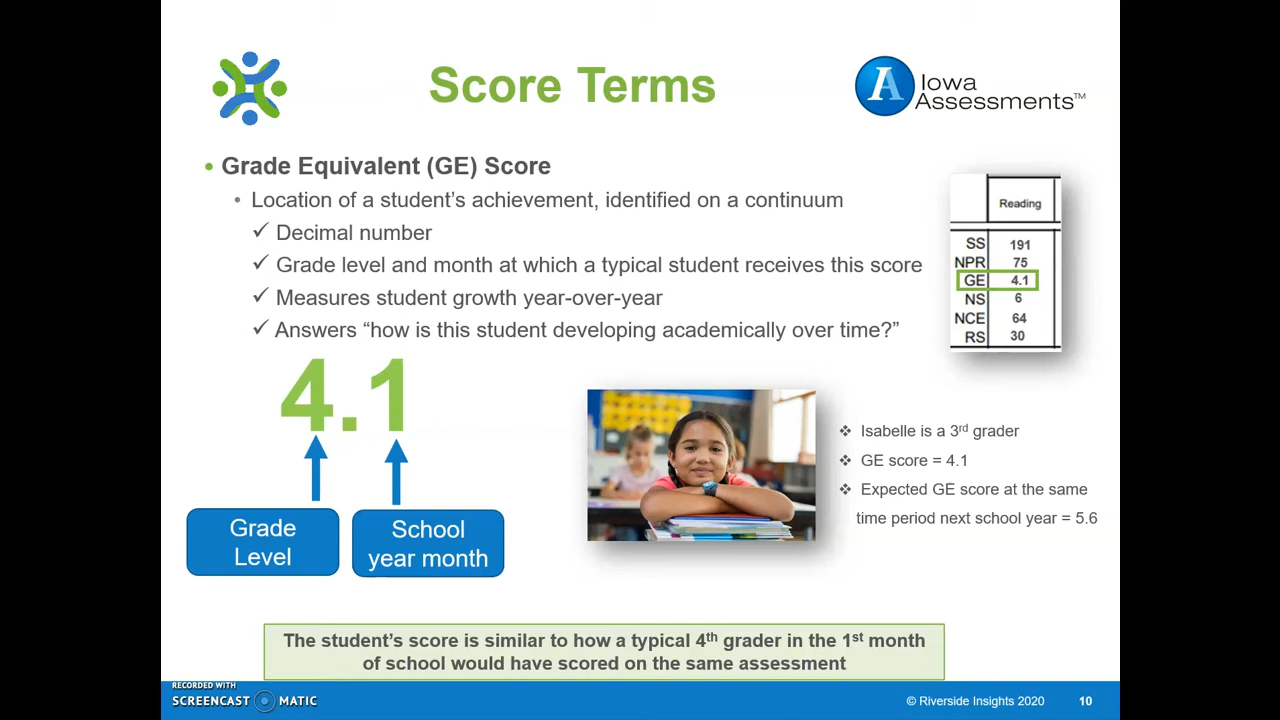 Score Terms
A Iowa
Assessments™
• Grade Equivalent (GE) Score
• Location of a student’s achievement, identified on a continuum
✓ Decimal number
✓ Grade level and month at which a typical student receives this score
✓ Measures student growth year-over-year
✓ Answers “how is this student developing academically over time?”
Reading
SS 191
NPR 75
GE 4.1
NS 6
NCE 64
RS 30
4.1
Grade
Level
School
year month
❖ Isabelle is a 3rd grader
❖ GE score = 4.1
❖ Expected GE score at the same
time period next school year = 5.6
The student’s score is similar to how a typical 4th grader in the 1st month
of school would have scored on the same assessment
RECORDED WITH
SCREENCAST MATIC
© Riverside Insights 2020 10